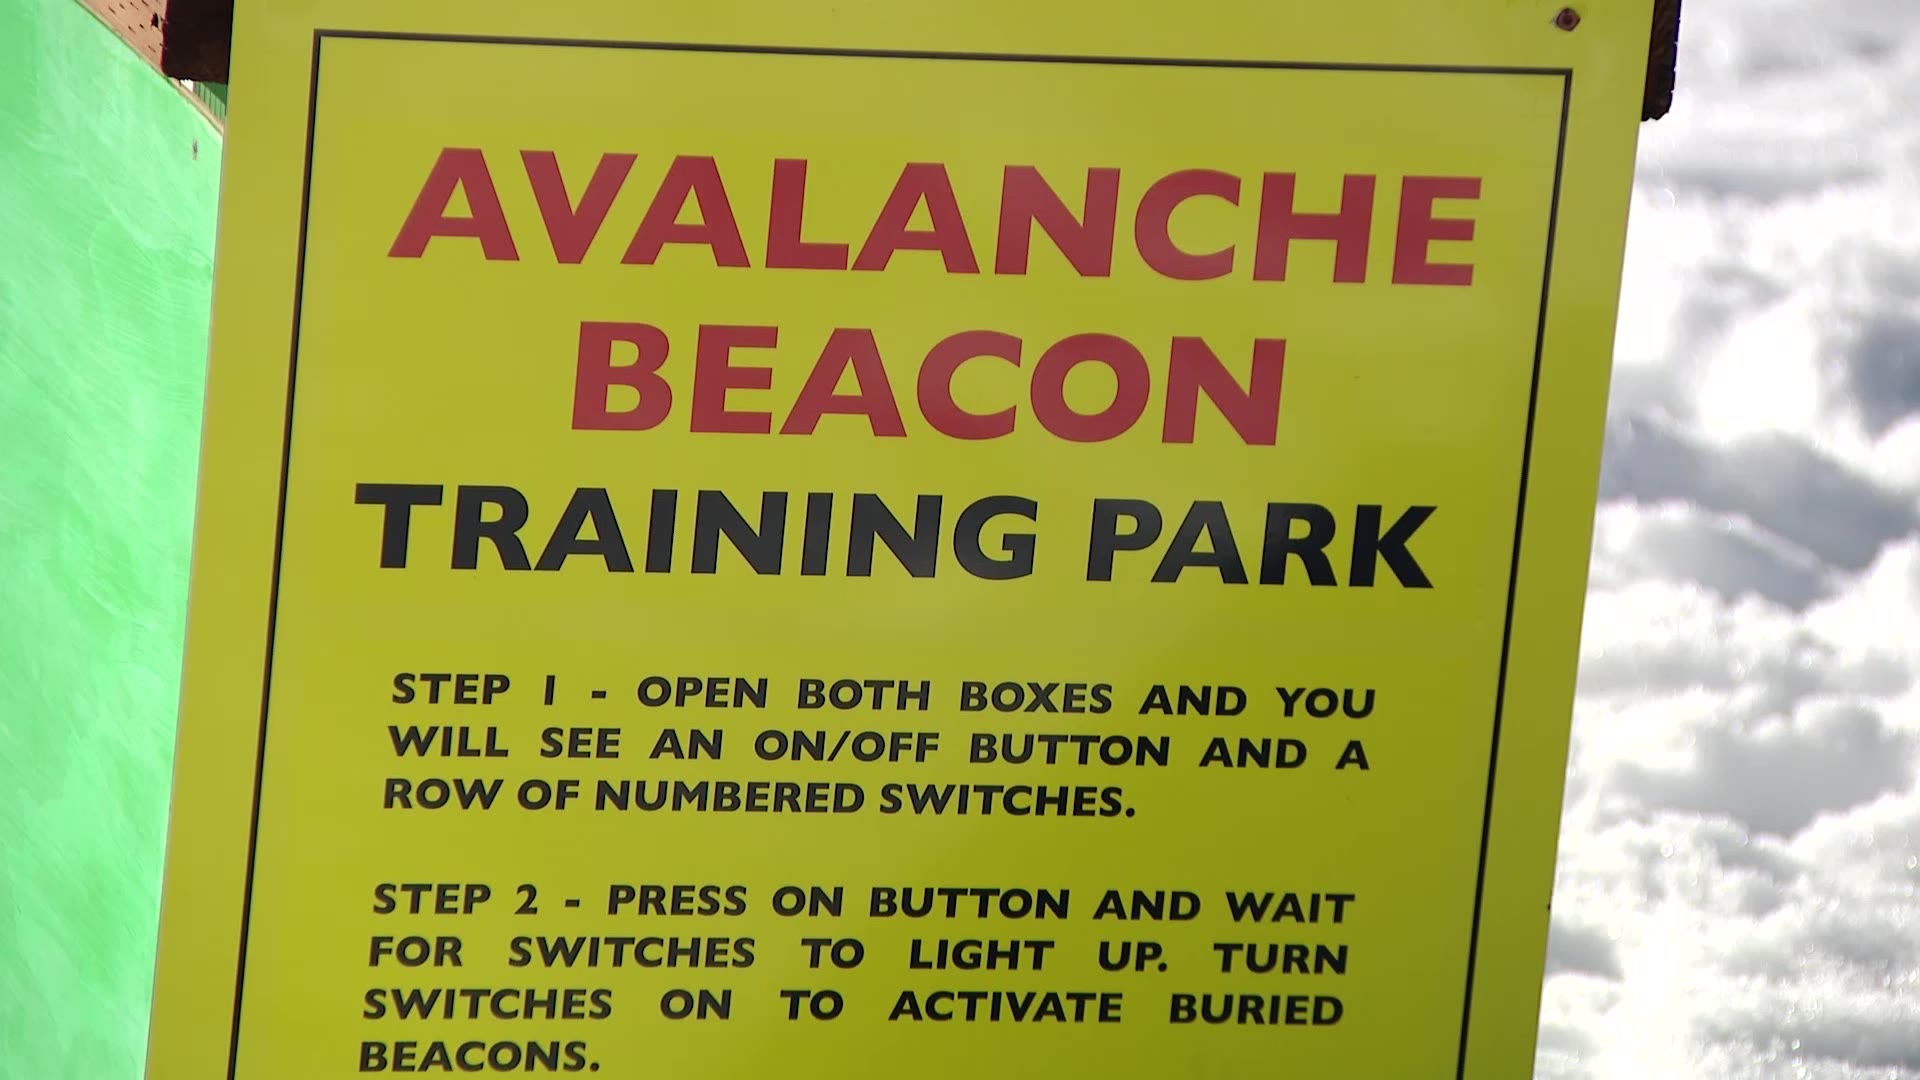 AVALANCHE
BEACON
TRAINING PARK
STEP 1 - OPEN BOTH BOXES AND YOU
WILL SEE AN ON/OFF BUTTON AND A
ROW OF NUMBERED SWITCHES.
STEP 2 - PRESS ON BUTTON AND WAIT
FOR SWITCHES TO LIGHT UP. TURN
SWITCHES ON TO ACTIVATE BURIED
BEACONS.